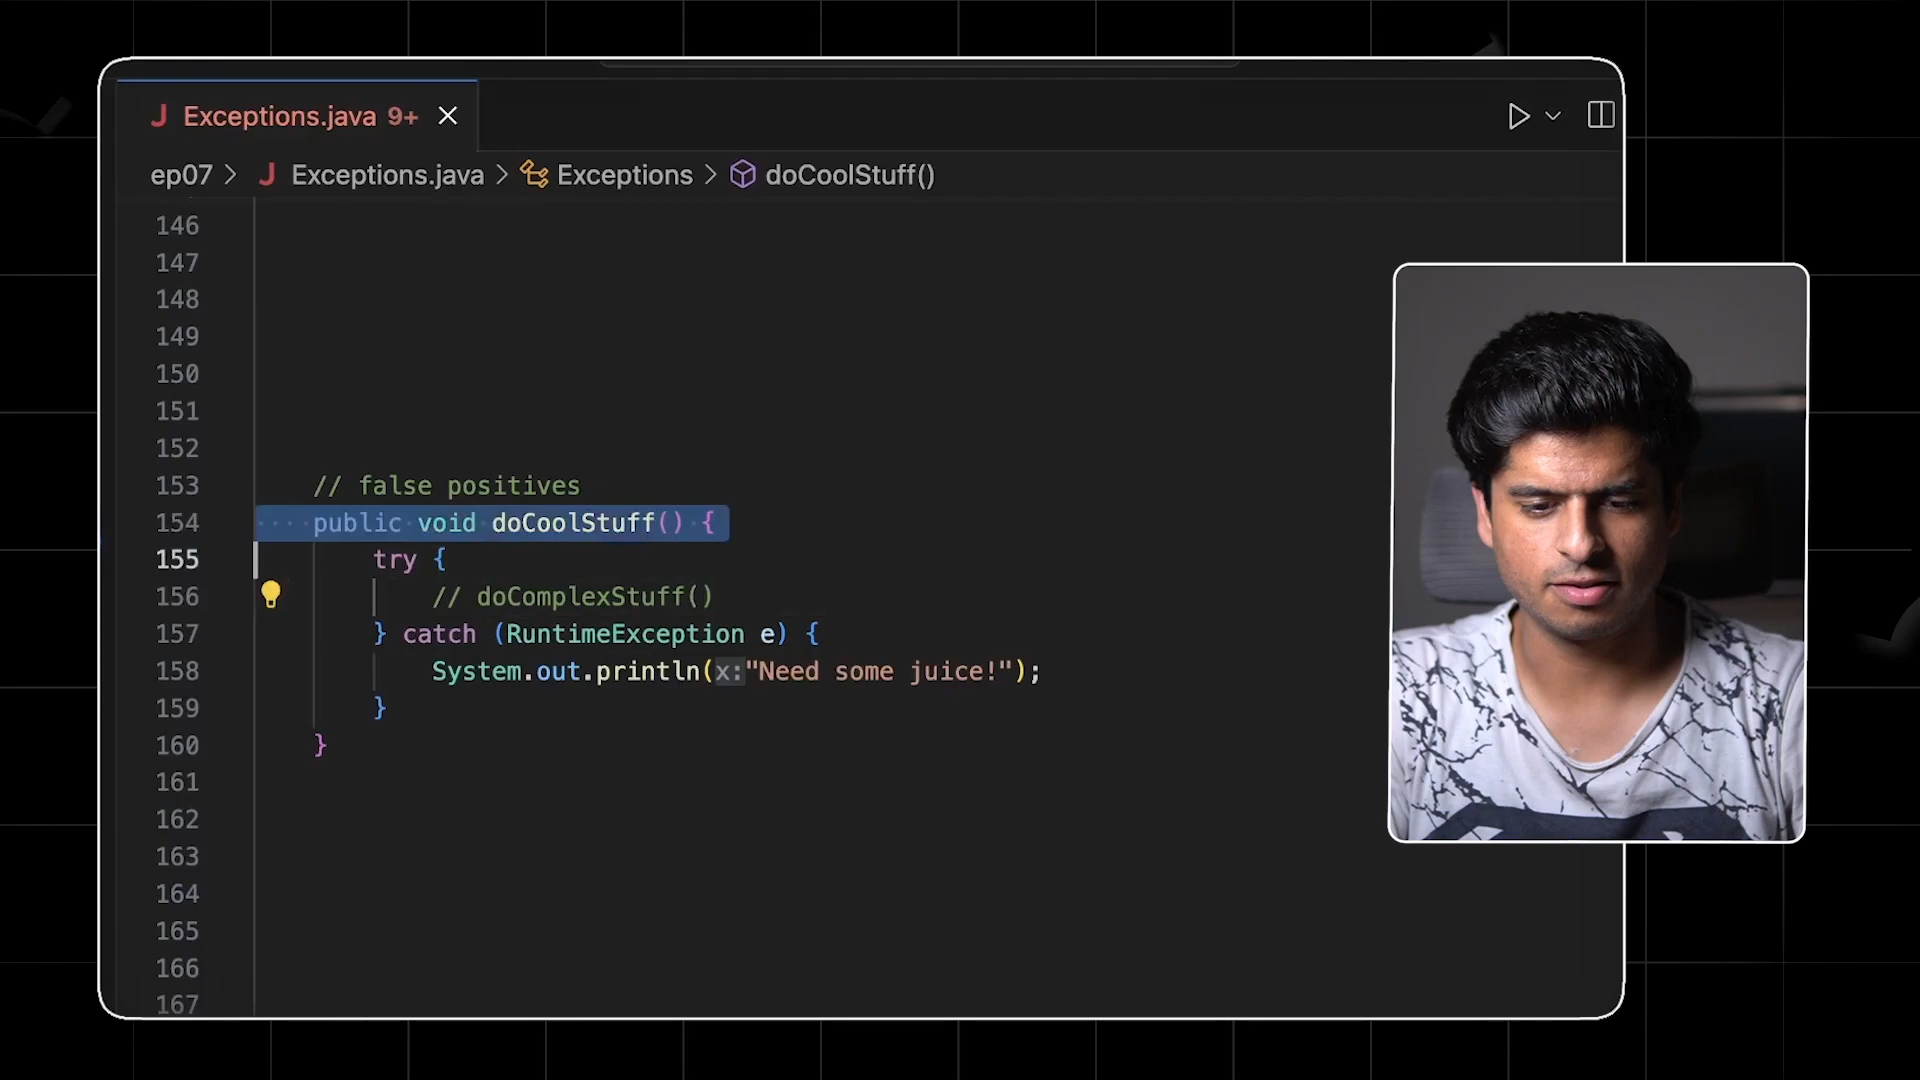 Exceptions.java 9+
ep07 > Exceptions.java > Exceptions > doCoolStuff()
146
147
148
149
150
151
152
153 // false positives
154 public void doCoolStuff() {
155 try {
156 // doComplexStuff()
157 } catch (RuntimeException e) {
158 System.out.println(x:"Need some juice!");
159 }
160 }
161
162
163
164
165
166
167